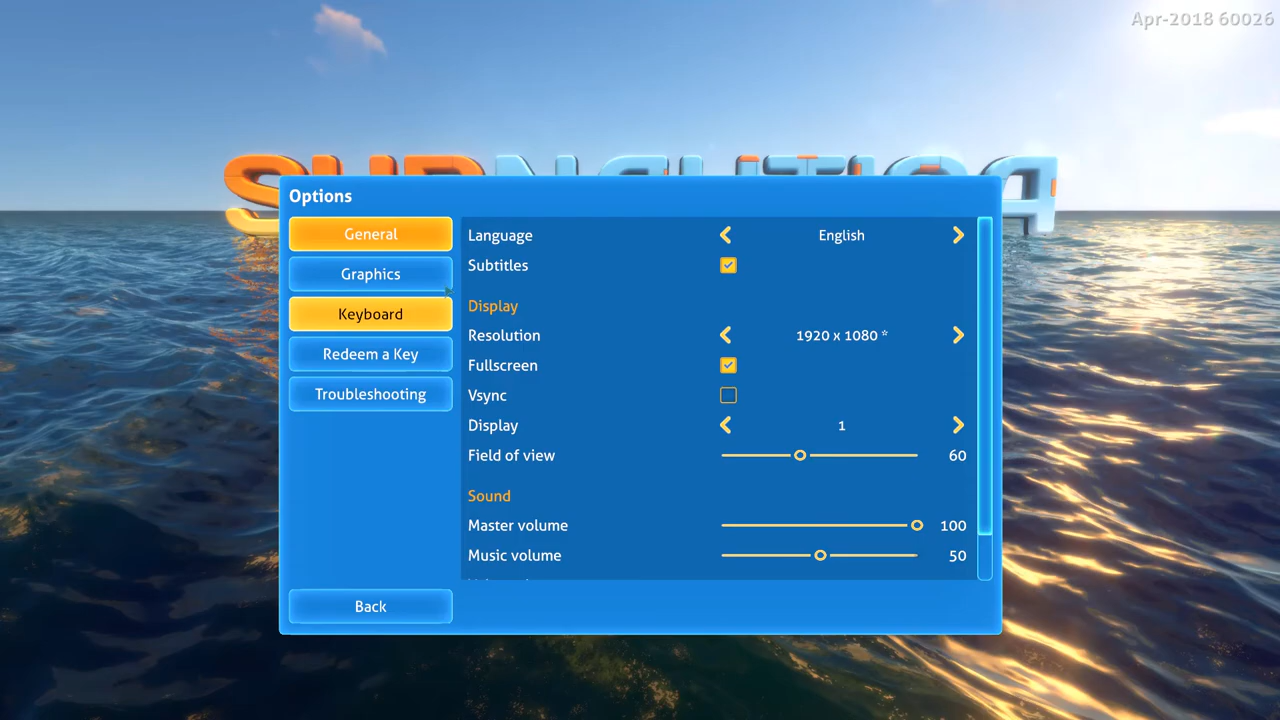 Apr-2018 60026
SUBNAUTICA
Options
General
Graphics
Keyboard
Redeem a Key
Troubleshooting
Back
Language English
Subtitles
Display
Resolution 1920 x 1080 *
Fullscreen
Vsync
Display 1
Field of view 60
Sound
Master volume 100
Music volume 50